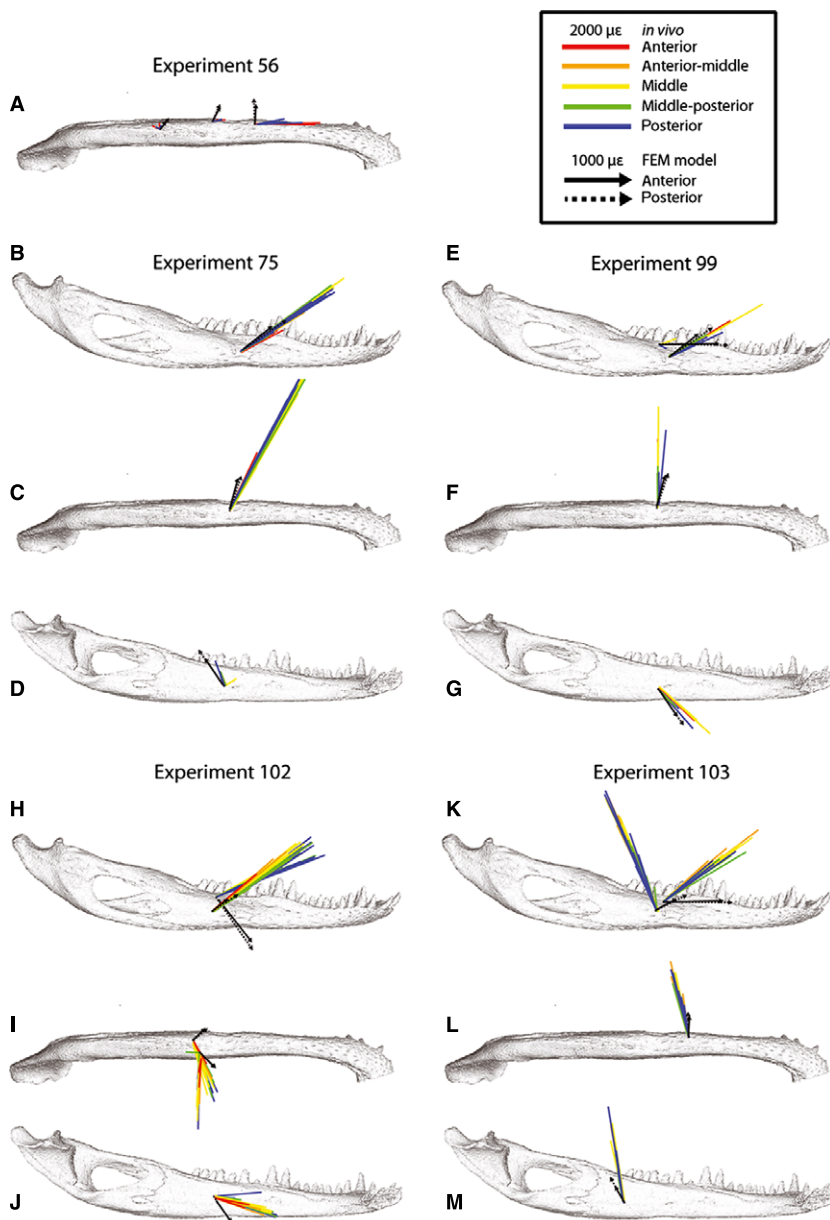 2000 µε in vivo
Anterior
Anterior-middle
Middle
Middle-posterior
Posterior
1000 µε FEM model
Anterior
Posterior
Experiment 56
A
B
Experiment 75
E
Experiment 99
C
F
D
G
Experiment 102
Experiment 103
H
K
I
L
J
M